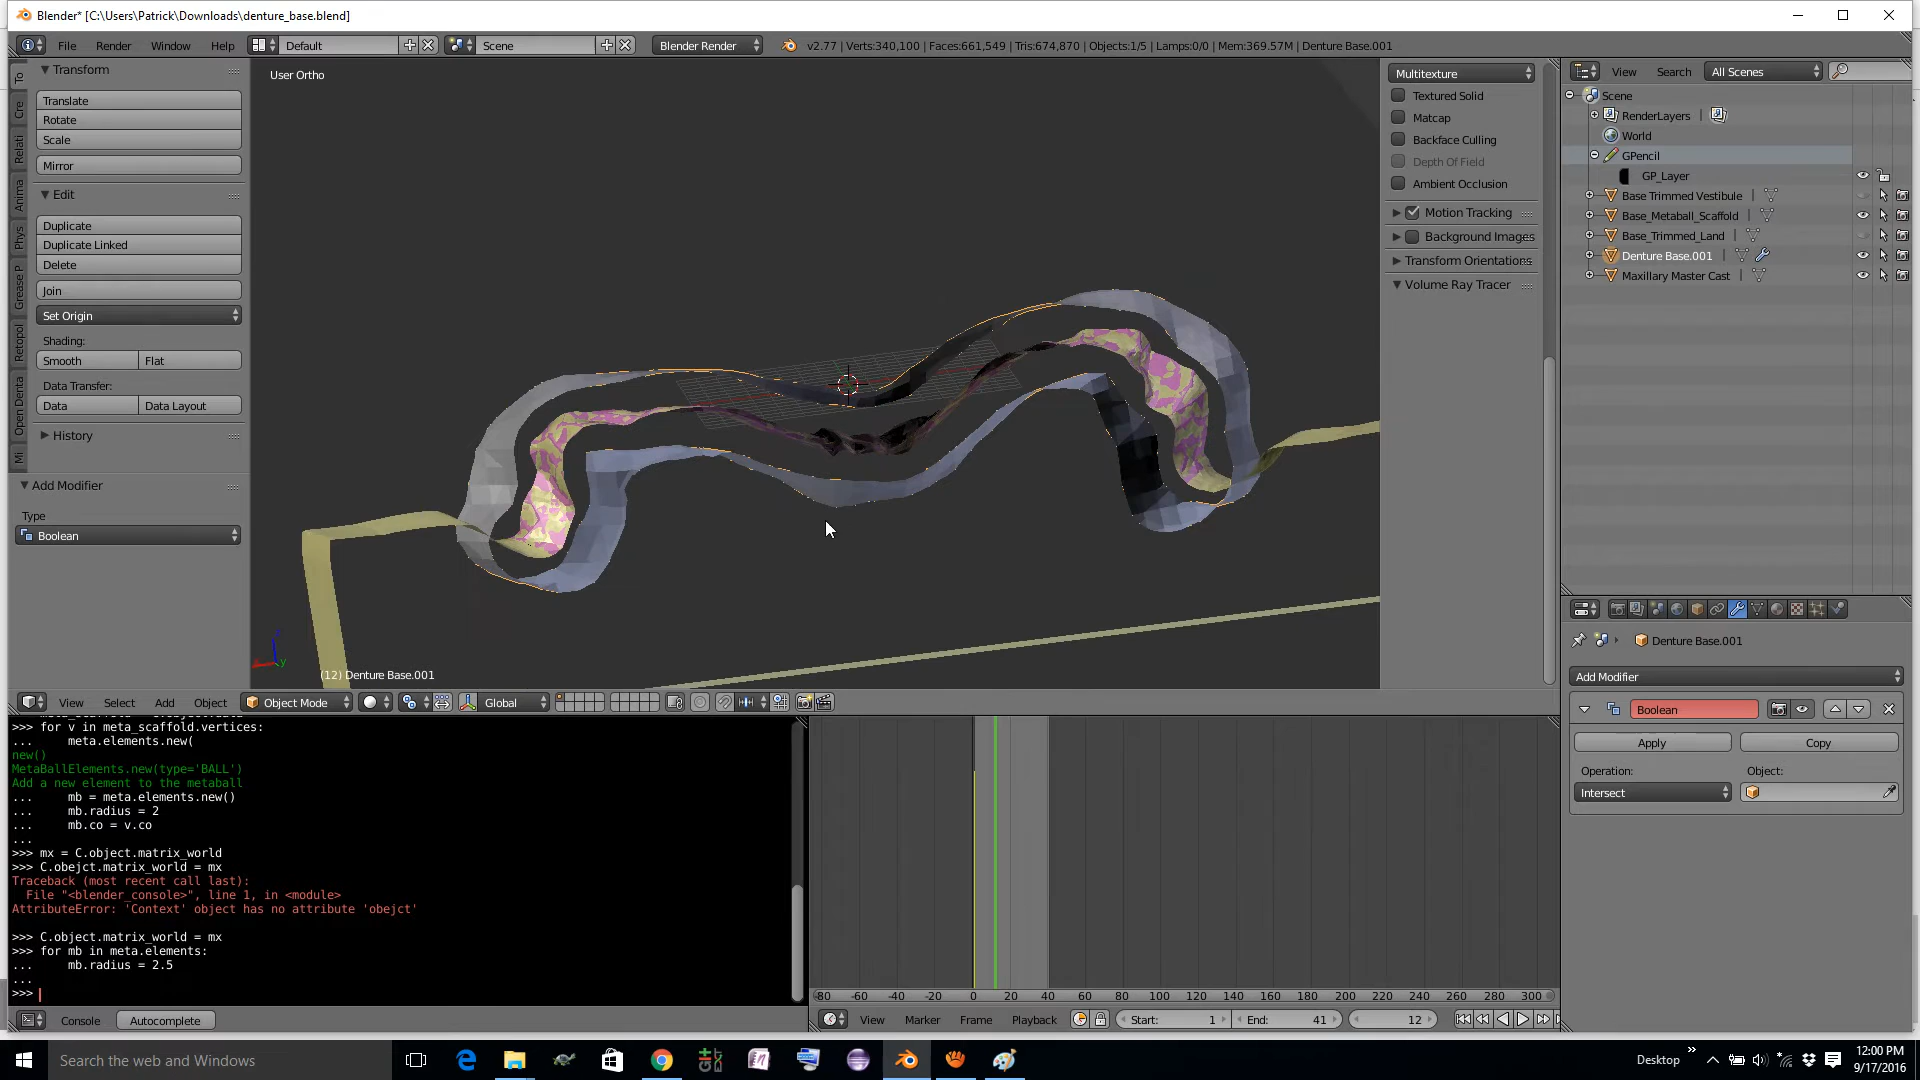 Blender* [C:\Users\Patrick\Downloads\denture_base.blend]
File Render Window Help Default Scene Blender Render v2.77 | Verts:340,100 | Faces:661,549 | Tris:674,870 | Objects:1/5 | Lamps:0/0 | Mem:369.57M | Denture Base.001
To
Cre
Relati
Anima
Phys
Grease P
Retopol
Open Denta
Mi
Transform
Translate
Rotate
Scale
Mirror
Edit
Duplicate
Duplicate Linked
Delete
Join
Set Origin
Shading:
Smooth Flat
Data Transfer:
Data Data Layout
History
Add Modifier
Type
Boolean
User Ortho
(12) Denture Base.001
Multitexture
Textured Solid
Matcap
Backface Culling
Depth Of Field
Ambient Occlusion
Motion Tracking
Background Images
Transform Orientations
Volume Ray Tracer
View Search All Scenes
Scene
RenderLayers
World
GPencil
GP_Layer
Base Trimmed Vestibule
Base_Metaball_Scaffold
Base_Trimmed_Land
Denture Base.001
Maxillary Master Cast
Denture Base.001
Add Modifier
Boolean
Apply Copy
Operation: Object:
Intersect
View Select Add Object Object Mode Global
>>> for v in meta_scaffold.vertices:
... meta.elements.new(
new()
MetaBallElements.new(type='BALL')
Add a new element to the metaball
... mb = meta.elements.new()
... mb.radius = 2
... mb.co = v.co
...
>>> mx = C.object.matrix_world
>>> C.obejct.matrix_world = mx
Traceback (most recent call last):
File "<blender_console>", line 1, in <module>
AttributeError: 'Context' object has no attribute 'obejct'
>>> C.object.matrix_world = mx
>>> for mb in meta.elements:
... mb.radius = 2.5
...
>>>
Console Autocomplete
-80 -60 -40 -20 0 20 40 60 80 100 120 140 160 180 200 220 240 260 280 300
View Marker Frame Playback Start: 1 End: 41 12
Search the web and Windows
Desktop
12:00 PM
9/17/2016